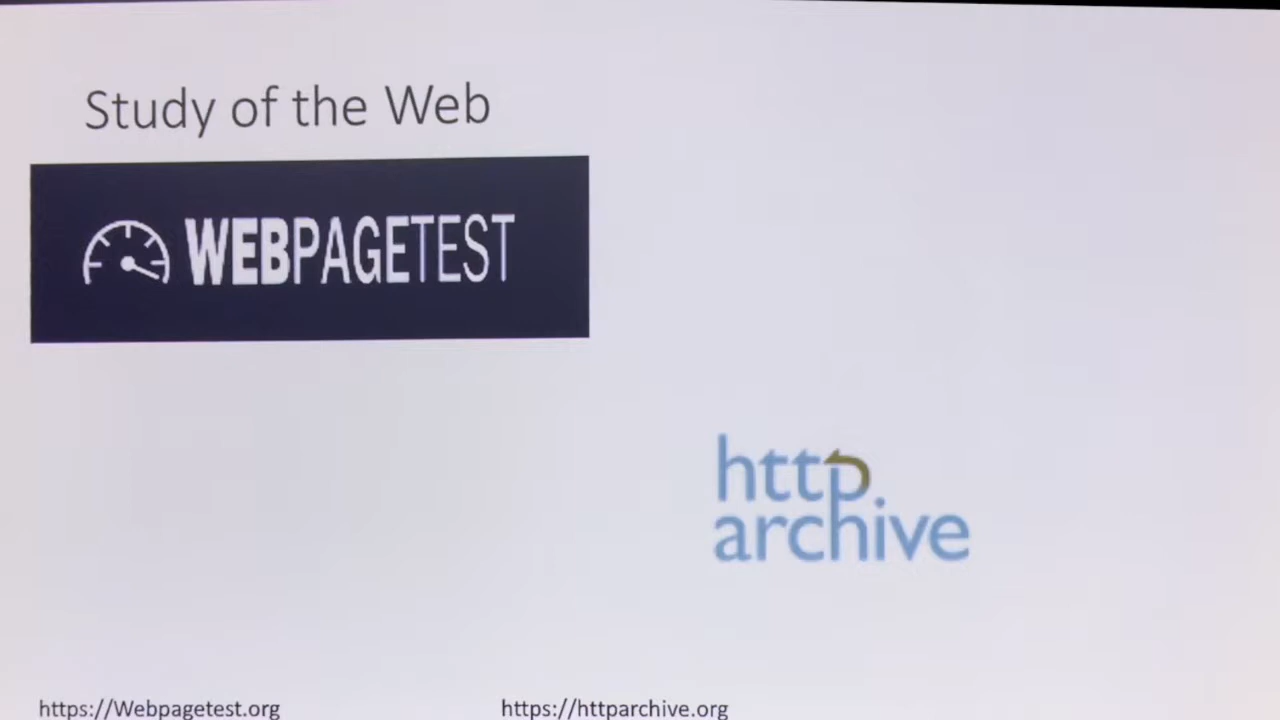 Study of the Web
WEBPAGETEST
http
archive
https://Webpagetest.org
https://httparchive.org